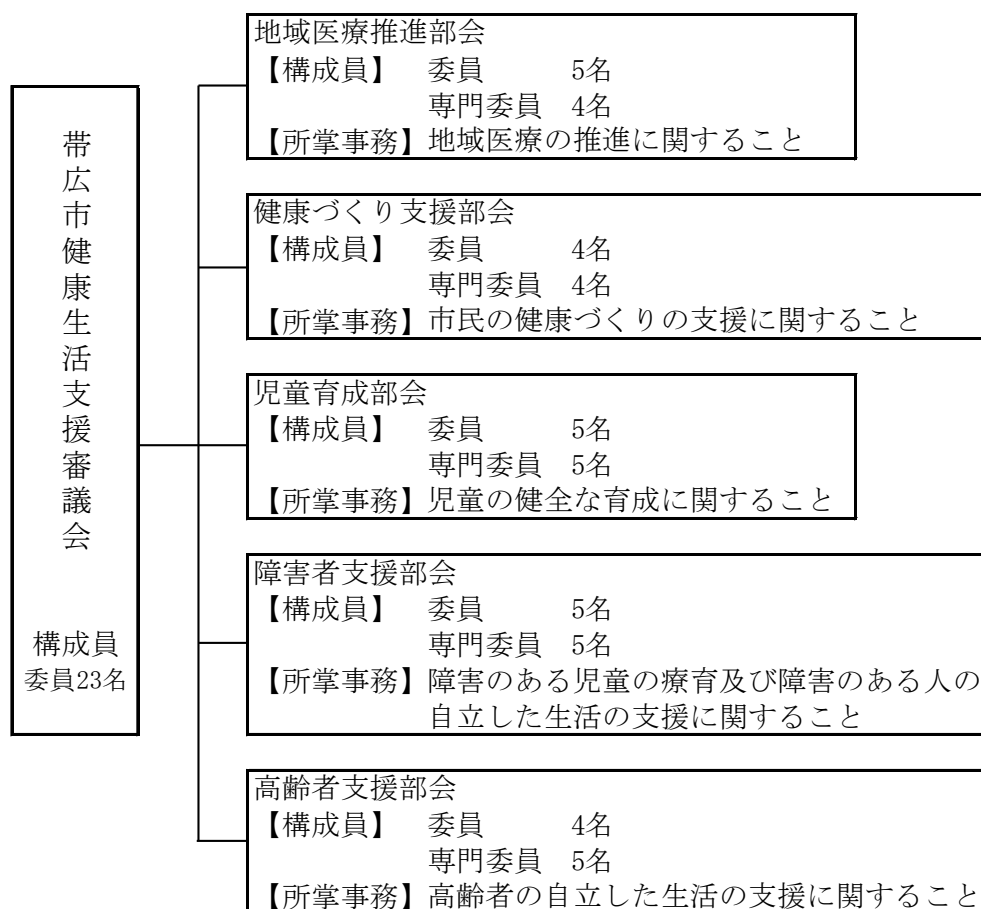 帯広市健康生活支援審議会
構成員
委員23名
地域医療推進部会
【構成員】 委員 5名
専門委員 4名
【所掌事務】地域医療の推進に関すること
健康づくり支援部会
【構成員】 委員 4名
専門委員 4名
【所掌事務】市民の健康づくりの支援に関すること
児童育成部会
【構成員】 委員 5名
専門委員 5名
【所掌事務】児童の健全な育成に関すること
障害者支援部会
【構成員】 委員 5名
専門委員 5名
【所掌事務】障害のある児童の療育及び障害のある人の
自立した生活の支援に関すること
高齢者支援部会
【構成員】 委員 4名
専門委員 5名
【所掌事務】高齢者の自立した生活の支援に関すること